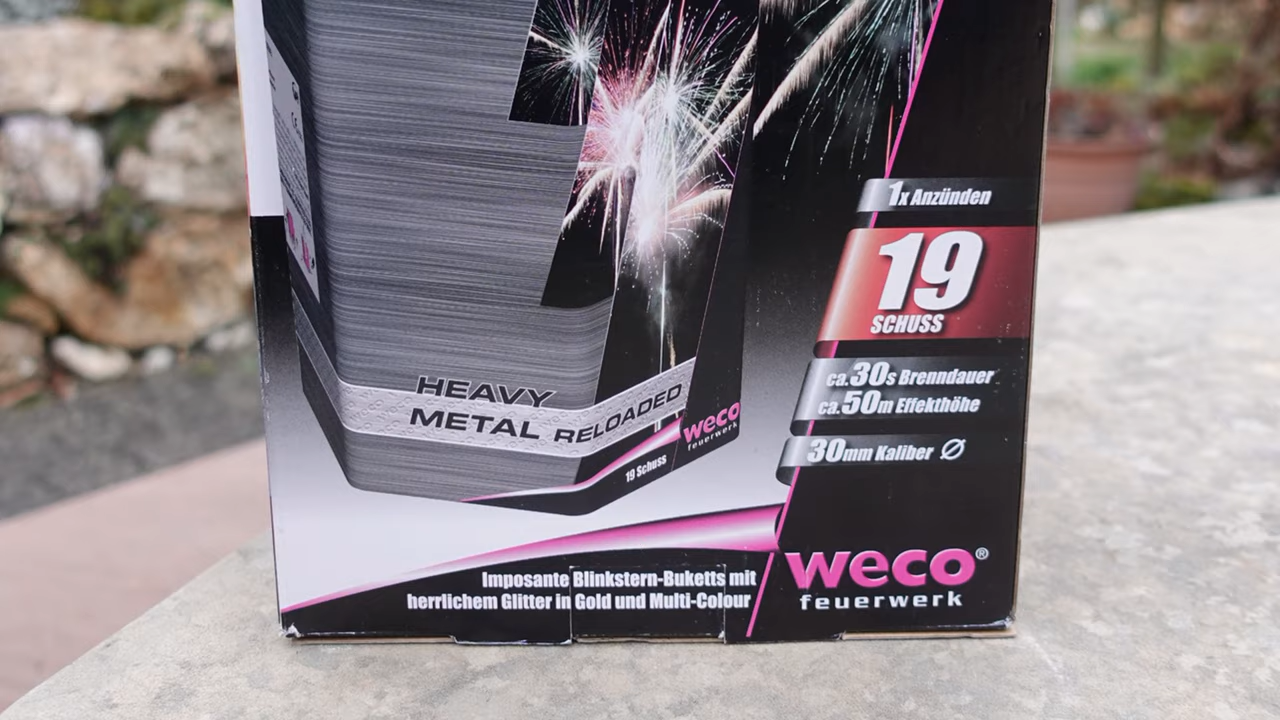 1x Anzünden
19
SCHUSS
ca.30s Brenndauer
ca.50m Effekthöhe
30mm Kaliber Ø
HEAVY
METAL RELOADED
weco
feuerwerk
19 Schuss
Imposante Blinkstern-Buketts mit
herrlichem Glitter in Gold und Multi-Colour
weco®
feuerwerk